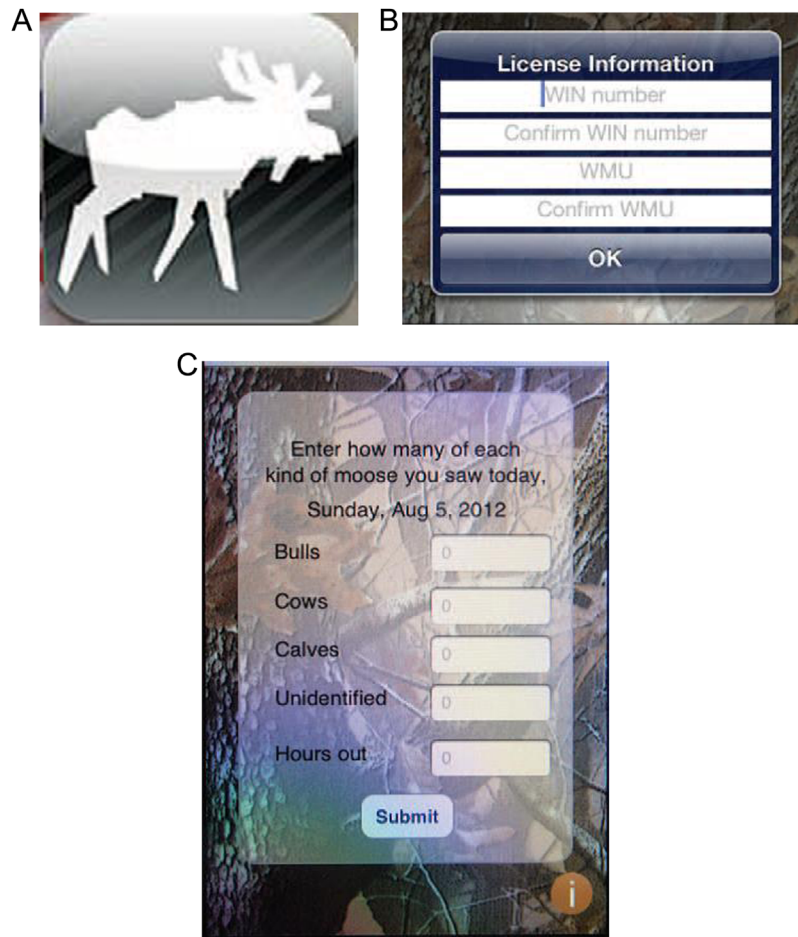 A
B
License Information
WIN number
Confirm WIN number
WMU
Confirm WMU
OK
C
Enter how many of each
kind of moose you saw today,
Sunday, Aug 5, 2012
Bulls 0
Cows 0
Calves 0
Unidentified 0
Hours out 0
Submit
i